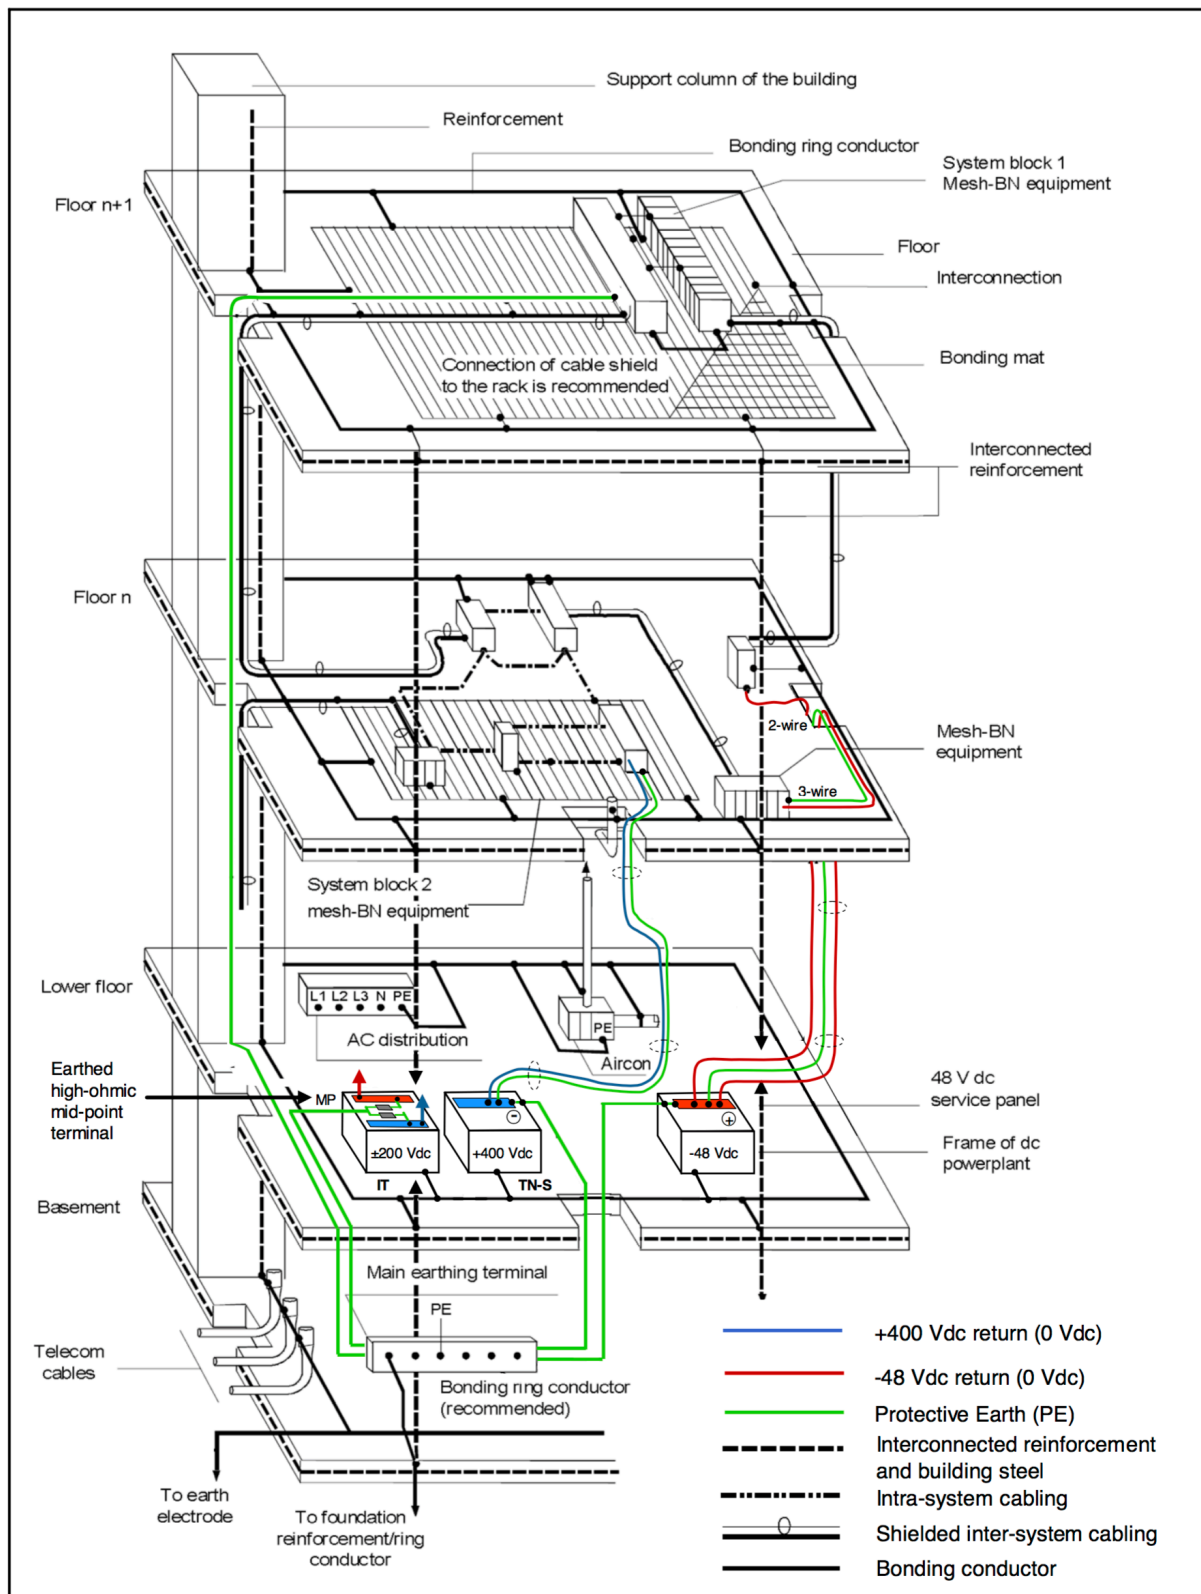 Support column of the building
Reinforcement
Bonding ring conductor
System block 1
Mesh-BN equipment
Floor n+1
Floor
Interconnection
Bonding mat
Connection of cable shield
to the rack is recommended
Interconnected
reinforcement
Floor n
2-wire
Mesh-BN
equipment
3-wire
System block 2
mesh-BN equipment
Lower floor
L1 L2 L3 N PE
AC distribution
PE
Aircon
Earthed
high-ohmic
mid-point
terminal
MP
48 V dc
service panel
−
+
±200 Vdc
+400 Vdc
-48 Vdc
Frame of dc
powerplant
IT
TN-S
Basement
Main earthing terminal
PE
Telecom
cables
Bonding ring conductor
(recommended)
To earth
electrode
To foundation
reinforcement/ring
conductor
+400 Vdc return (0 Vdc)
-48 Vdc return (0 Vdc)
Protective Earth (PE)
Interconnected reinforcement
and building steel
Intra-system cabling
Shielded inter-system cabling
Bonding conductor